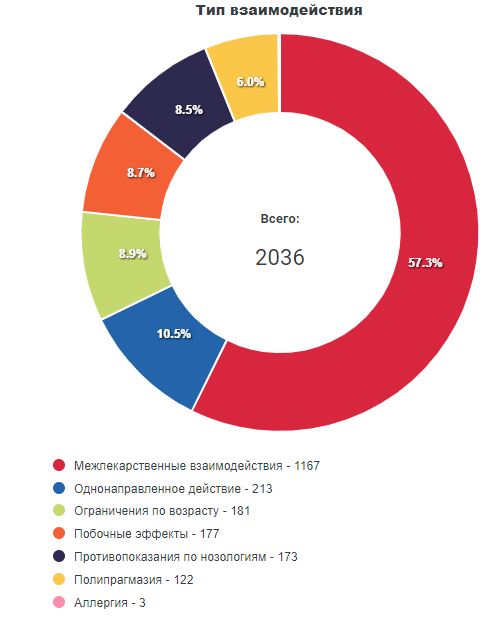 Тип взаимодействия
6.0%
8.5%
8.7%
8.9%
10.5%
57.3%
Всего:
2036
Межлекарственные взаимодействия - 1167
Однонаправленное действие - 213
Ограничения по возрасту - 181
Побочные эффекты - 177
Противопоказания по нозологиям - 173
Полипрагмазия - 122
Аллергия - 3